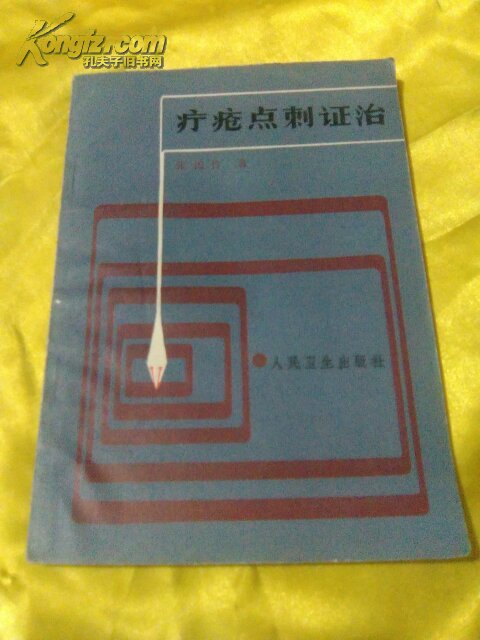 Kongfz.com
孔夫子旧书网
疔疮点刺证治
著
人民卫生出版社